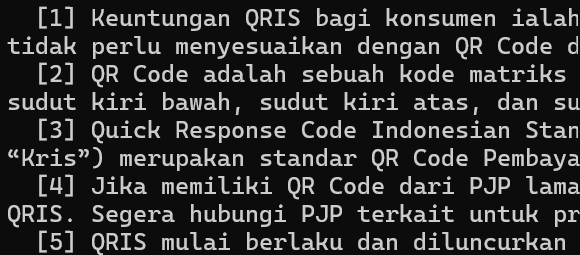 [1] Keuntungan QRIS bagi konsumen ialah
tidak perlu menyesuaikan dengan QR Code d
[2] QR Code adalah sebuah kode matriks
sudut kiri bawah, sudut kiri atas, dan su
[3] Quick Response Code Indonesian Stan
“Kris”) merupakan standar QR Code Pembaya
[4] Jika memiliki QR Code dari PJP lama
QRIS. Segera hubungi PJP terkait untuk pr
[5] QRIS mulai berlaku dan diluncurkan